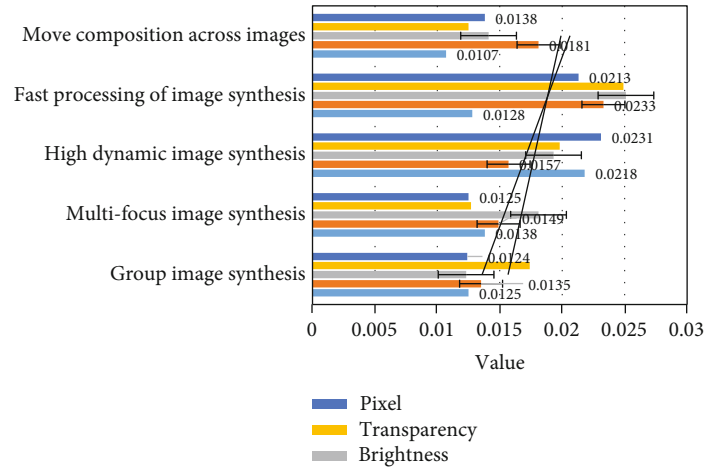 0.0138
Move composition across images
0.0181
0.0107
0.0213
Fast processing of image synthesis
0.0233
0.0128
0.0231
High dynamic image synthesis
0.0157
0.0218
0.0125
Multi-focus image synthesis
0.0149
0.0138
0.0124
Group image synthesis
0.0135
0.0125
0 0.005 0.01 0.015 0.02 0.025 0.03
Value
Pixel
Transparency
Brightness